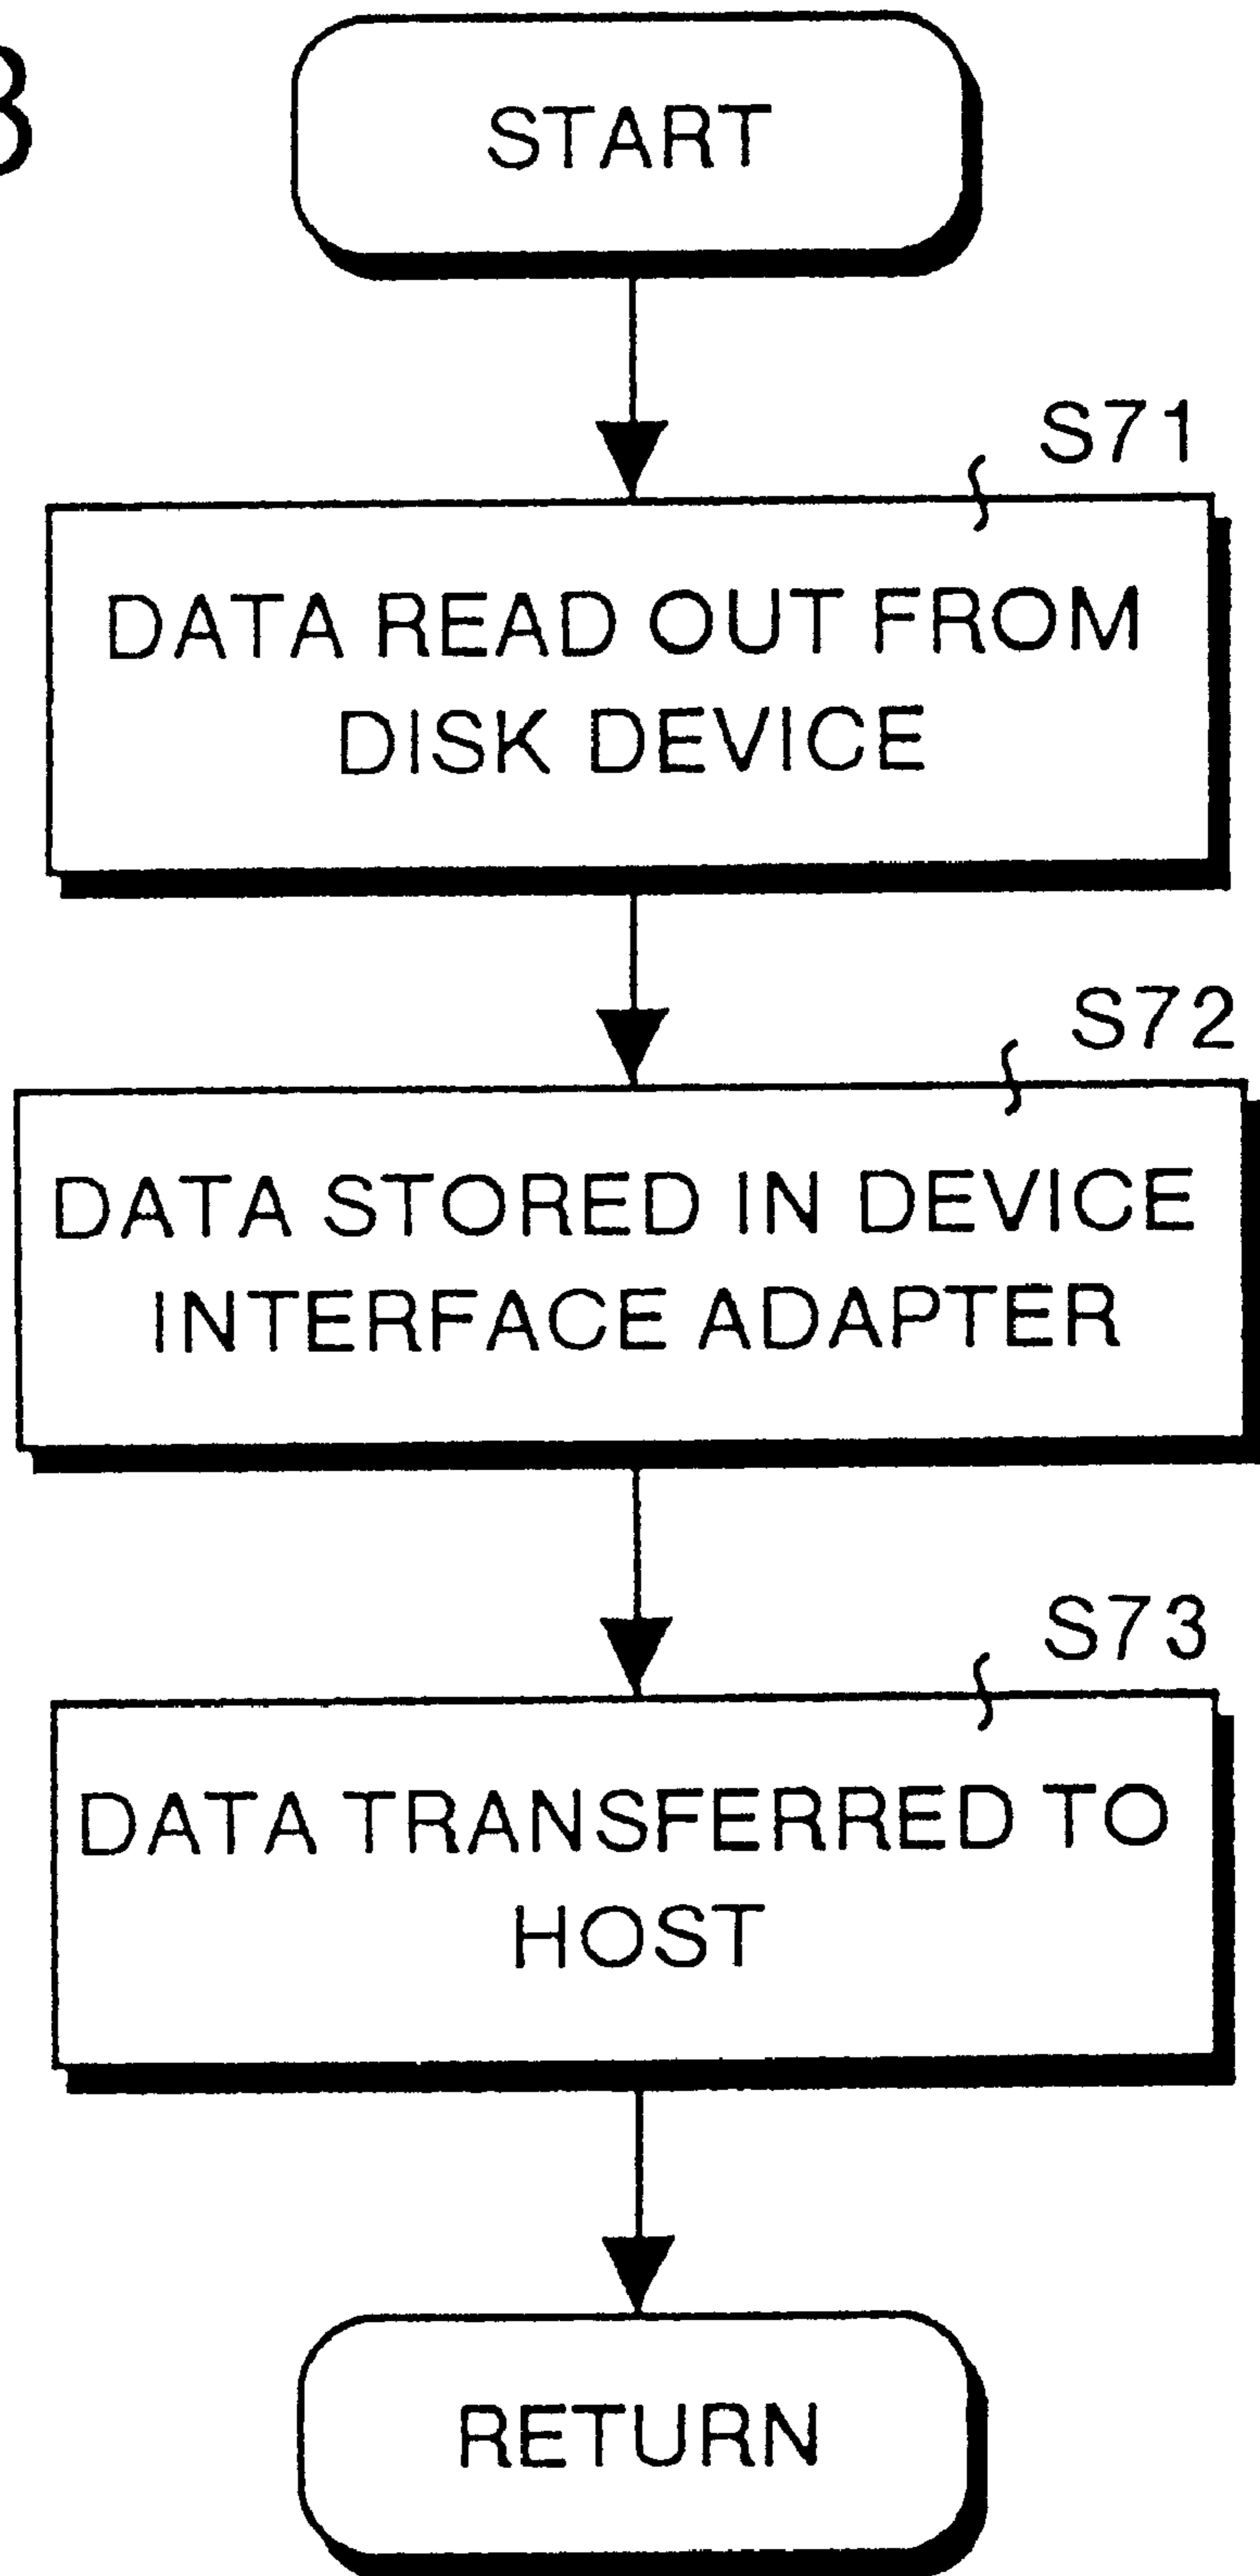 START
S71
DATA READ OUT FROM
DISK DEVICE
S72
DATA STORED IN DEVICE
INTERFACE ADAPTER
S73
DATA TRANSFERRED TO
HOST
RETURN